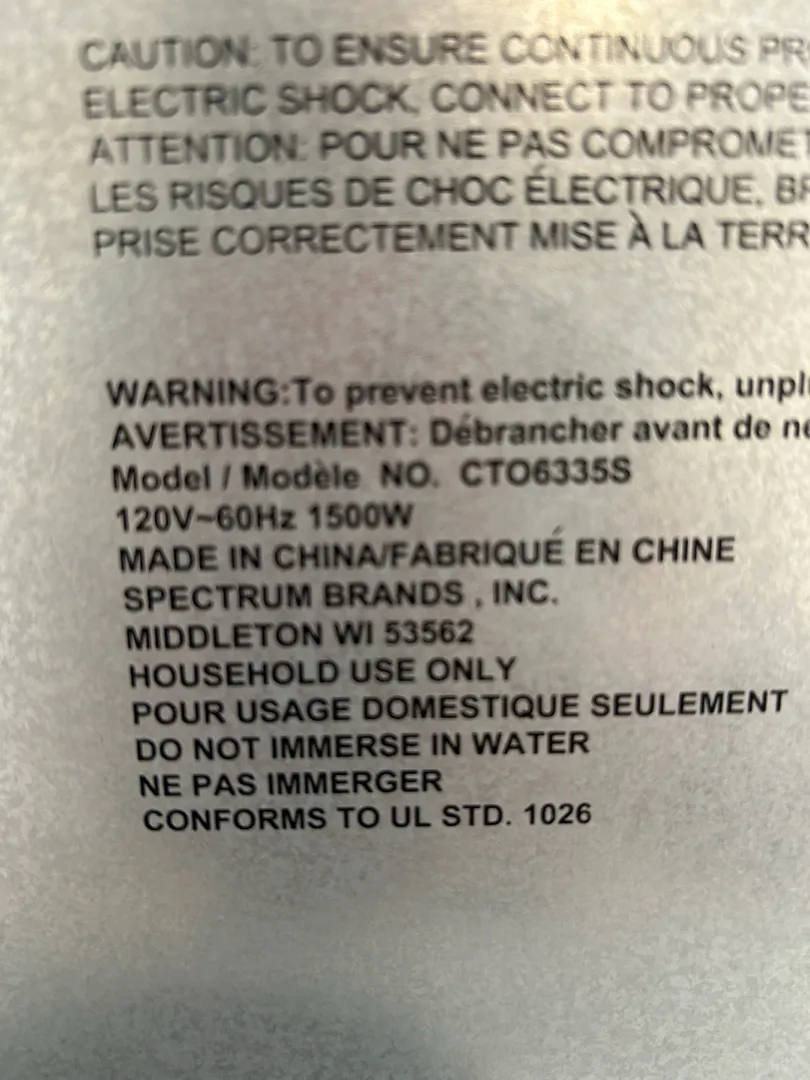 CAUTION: TO ENSURE CONTINUOUS
ELECTRIC SHOCK, CONNECT TO
ATTENTION: POUR NE PAS
LES RISQUES DE CHOC ÉLECTRIQUE,
PRISE CORRECTEMENT MISE À LA
WARNING:To prevent electric shock,
AVERTISSEMENT: Débrancher avant de
Model / Modèle NO. CTO6335S
120V~60Hz 1500W
MADE IN CHINA/FABRIQUÉ EN CHINE
SPECTRUM BRANDS , INC.
MIDDLETON WI 53562
HOUSEHOLD USE ONLY
POUR USAGE DOMESTIQUE SEULEMENT
DO NOT IMMERSE IN WATER
NE PAS IMMERGER
CONFORMS TO UL STD. 1026